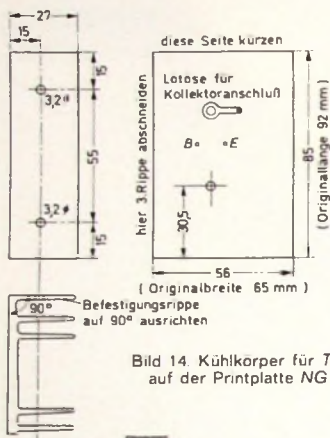 27
15
15
3,2⌀
55
3,2⌀
15
diese Seite kürzen
hier 3. Rippe abschneiden
Lötöse für
Kollektoranschluß
B
E
30,5
85
(Originallänge 92 mm)
56
(Originalbreite 65 mm)
90°
Befestigungsrippe
auf 90° ausrichten
Bild 14. Kühlkörper für T
auf der Printplatte NG